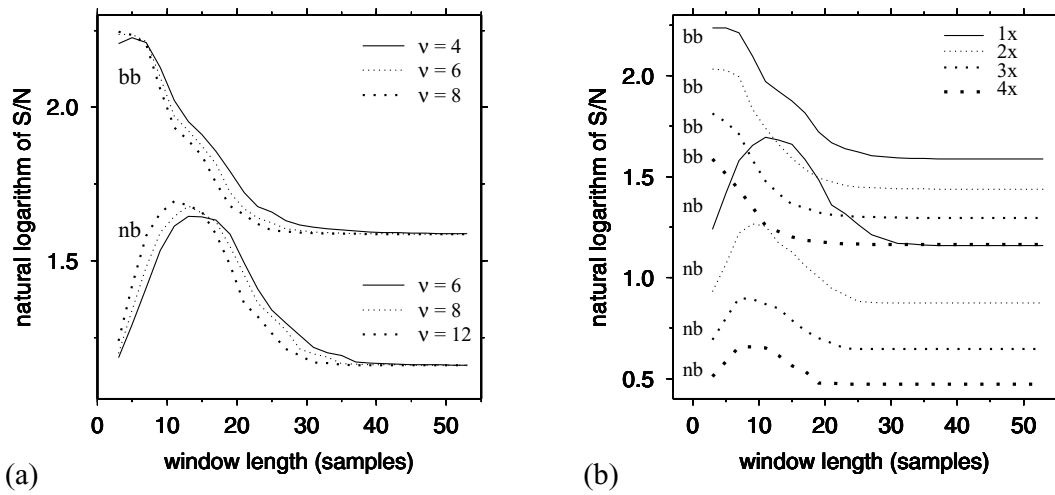 natural logarithm of S/N
2.0
1.5
bb
nb
ν = 4
ν = 6
ν = 8
ν = 6
ν = 8
ν = 12
0 10 20 30 40 50
window length (samples)
(a)
natural logarithm of S/N
2.0
1.5
1.0
0.5
bb
bb
bb
bb
nb
nb
nb
nb
1x
2x
3x
4x
0 10 20 30 40 50
window length (samples)
(b)